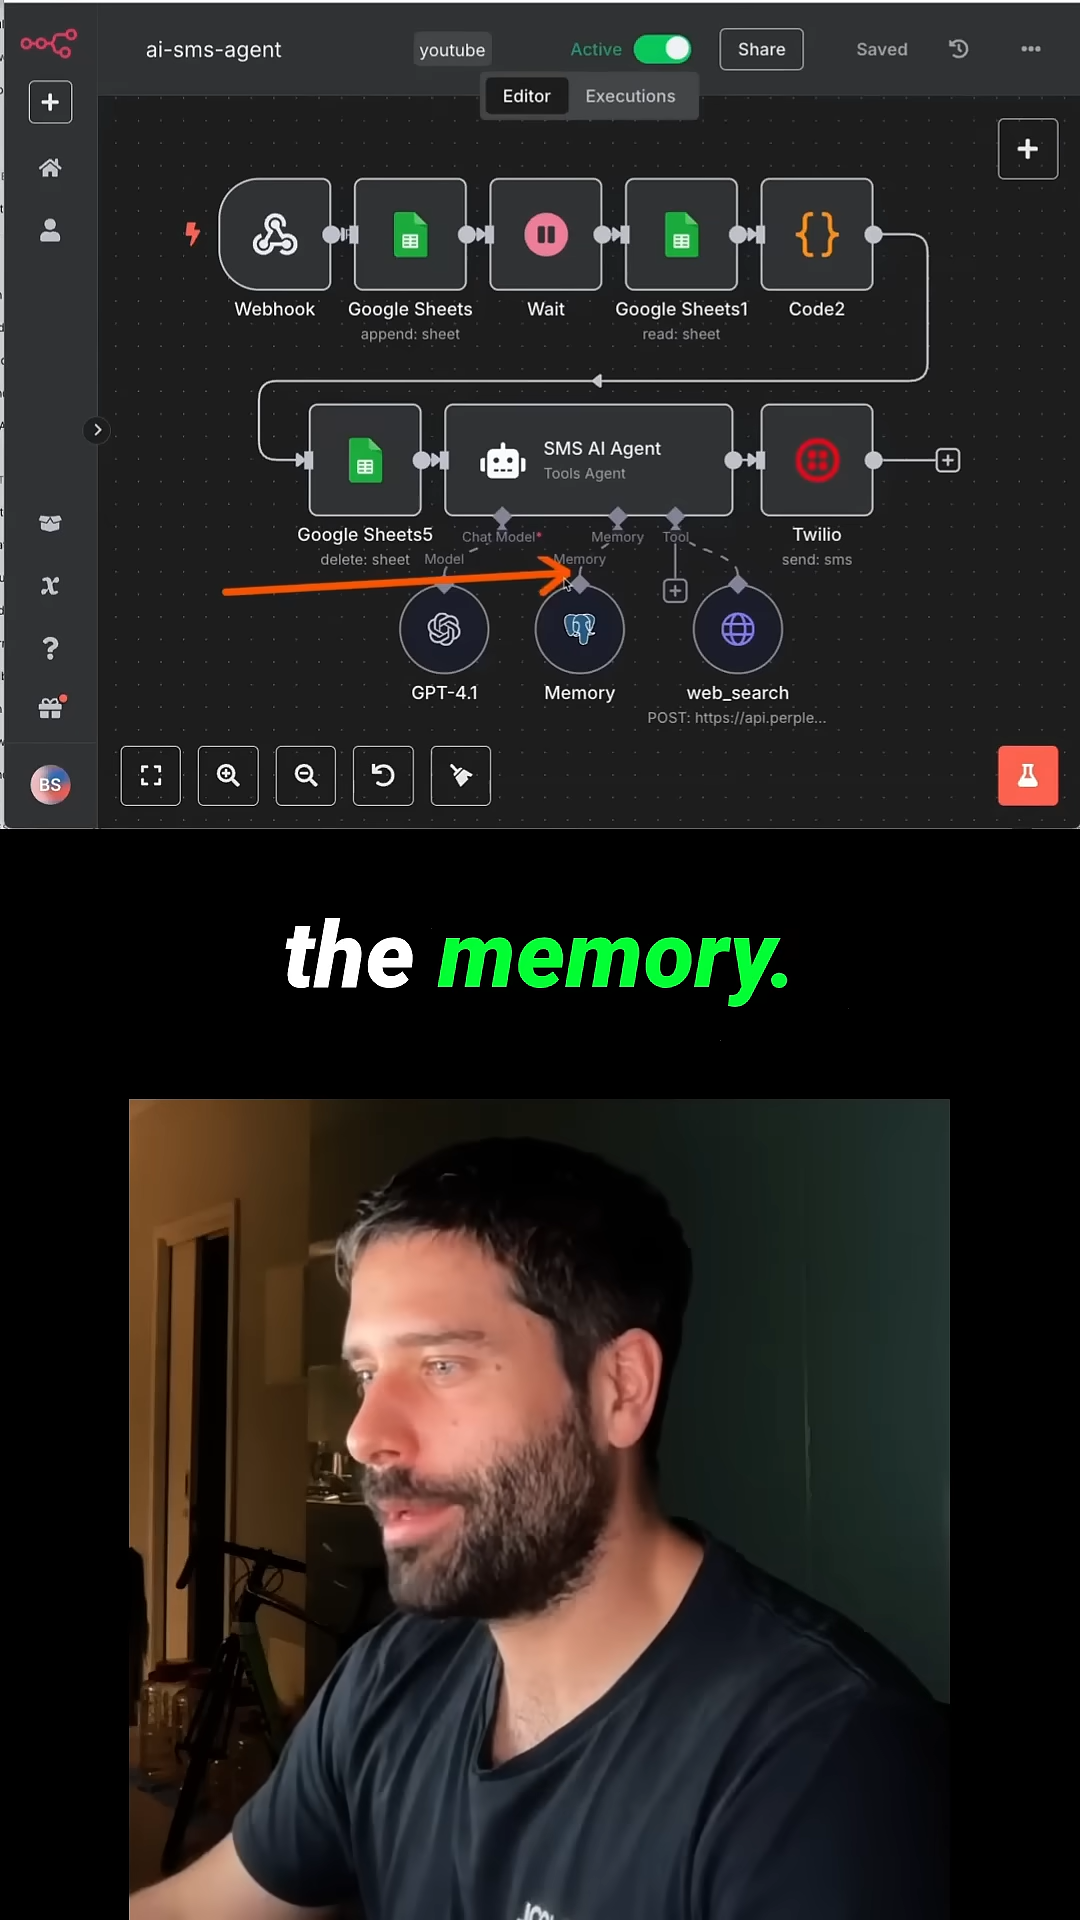 ai-sms-agent
youtube
Active
Share
Saved
Editor
Executions
Webhook
Google Sheets
append: sheet
Wait
Google Sheets1
read: sheet
Code2
SMS AI Agent
Tools Agent
Google Sheets5
delete: sheet
Chat Model*
Memory
Tool
Twilio
send: sms
Model
Memory
GPT-4.1
Memory
web_search
POST: https://api.perple...
BS
the memory.